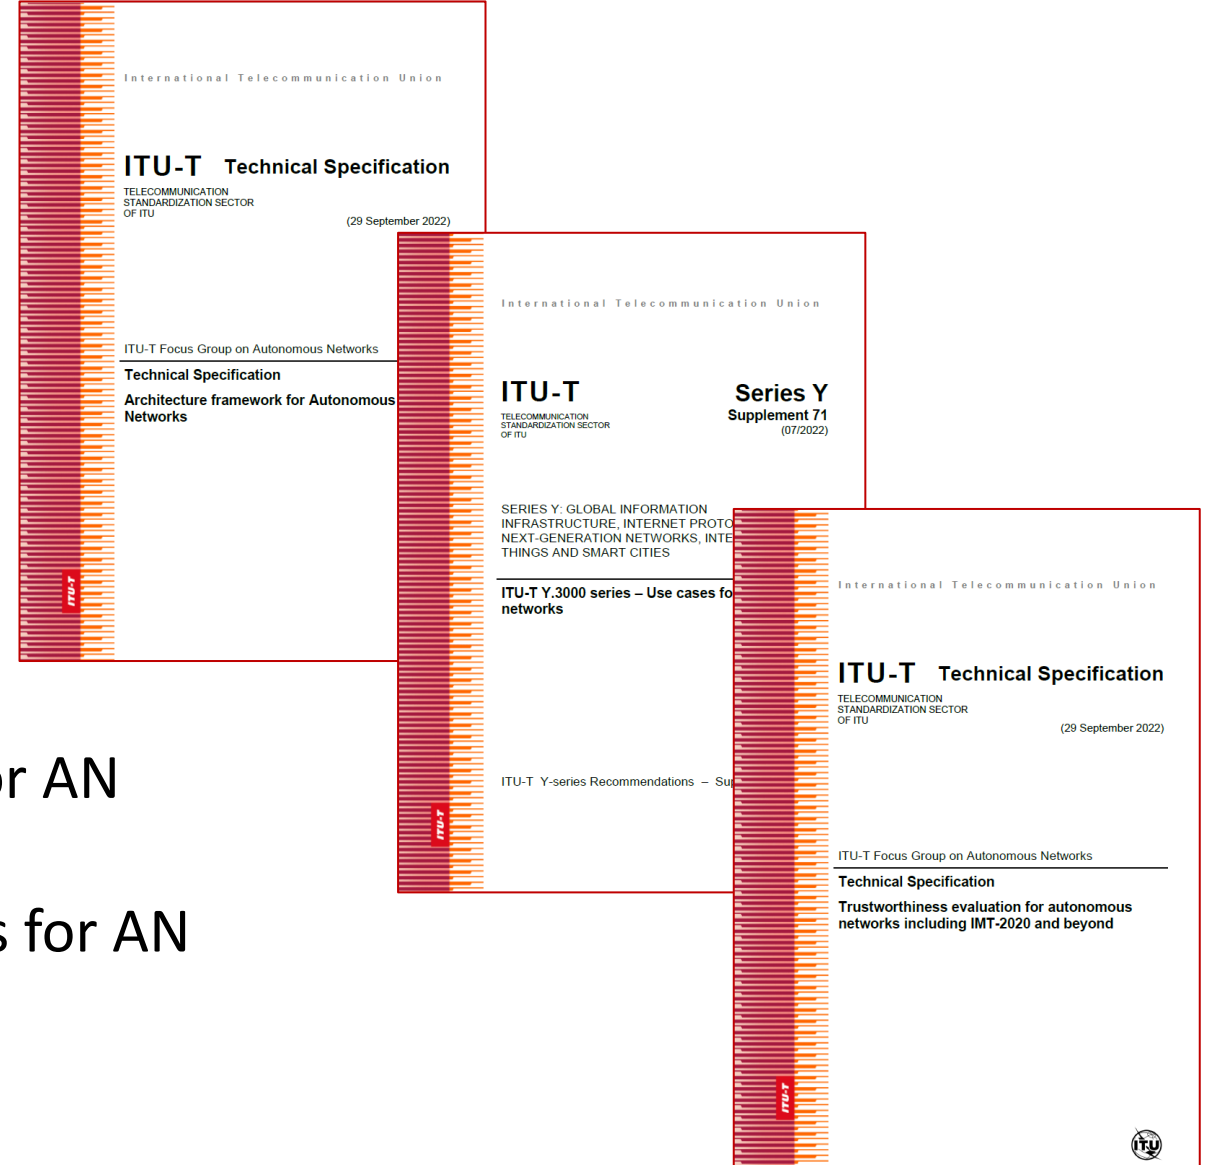 International Telecommunication Union
ITU-T Technical Specification
TELECOMMUNICATION
STANDARDIZATION SECTOR
OF ITU
(29 September 2022)
ITU-T Focus Group on Autonomous Networks
Technical Specification
Architecture framework for Autonomous
Networks
ITU-T
International Telecommunication Union
ITU-T Series Y
Supplement 71
TELECOMMUNICATION
STANDARDIZATION SECTOR
OF ITU
(07/2022)
SERIES Y: GLOBAL INFORMATION
INFRASTRUCTURE, INTERNET
NEXT-GENERATION NETWORKS,
THINGS AND SMART CITIES
ITU-T Y.3000 series – Use cases
networks
ITU-T Y-series Recommendations –
ITU-T
International Telecommunication Union
ITU-T Technical Specification
TELECOMMUNICATION
STANDARDIZATION SECTOR
OF ITU
(29 September 2022)
ITU-T Focus Group on Autonomous Networks
Technical Specification
Trustworthiness evaluation for autonomous
networks including IMT-2020 and beyond
ITU-T
ITU
AN
for AN